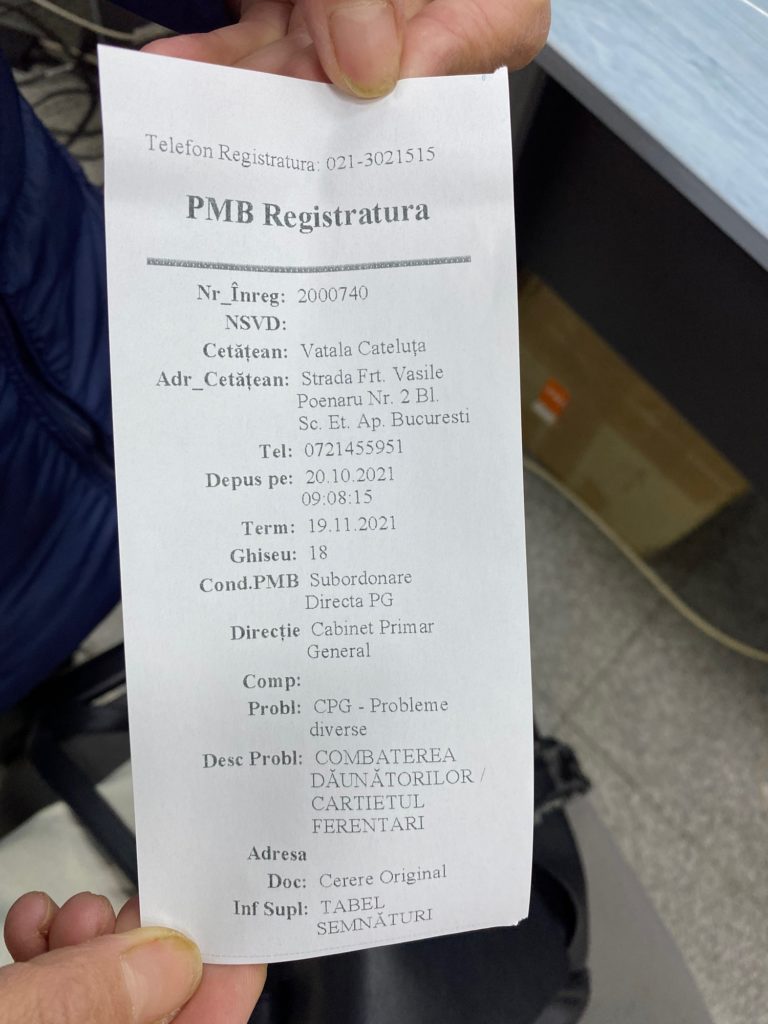 Telefon Registratura: 021-3021515
PMB Registratura
Nr_Înreg: 2000740
NSVD:
Cetățean: Vatala Cateluța
Adr_Cetățean: Strada Frt. Vasile
Poenaru Nr. 2 Bl.
Sc. Et. Ap. Bucuresti
Tel: 0721455951
Depus pe: 20.10.2021
09:08:15
Term: 19.11.2021
Ghiseu: 18
Cond.PMB Subordonare
Directa PG
Direcție Cabinet Primar
General
Comp:
Probl: CPG - Probleme
diverse
Desc Probl: COMBATEREA
DĂUNĂTORILOR /
CARTIETUL
FERENTARI
Adresa
Doc: Cerere Original
Inf Supl: TABEL
SEMNĂTURI